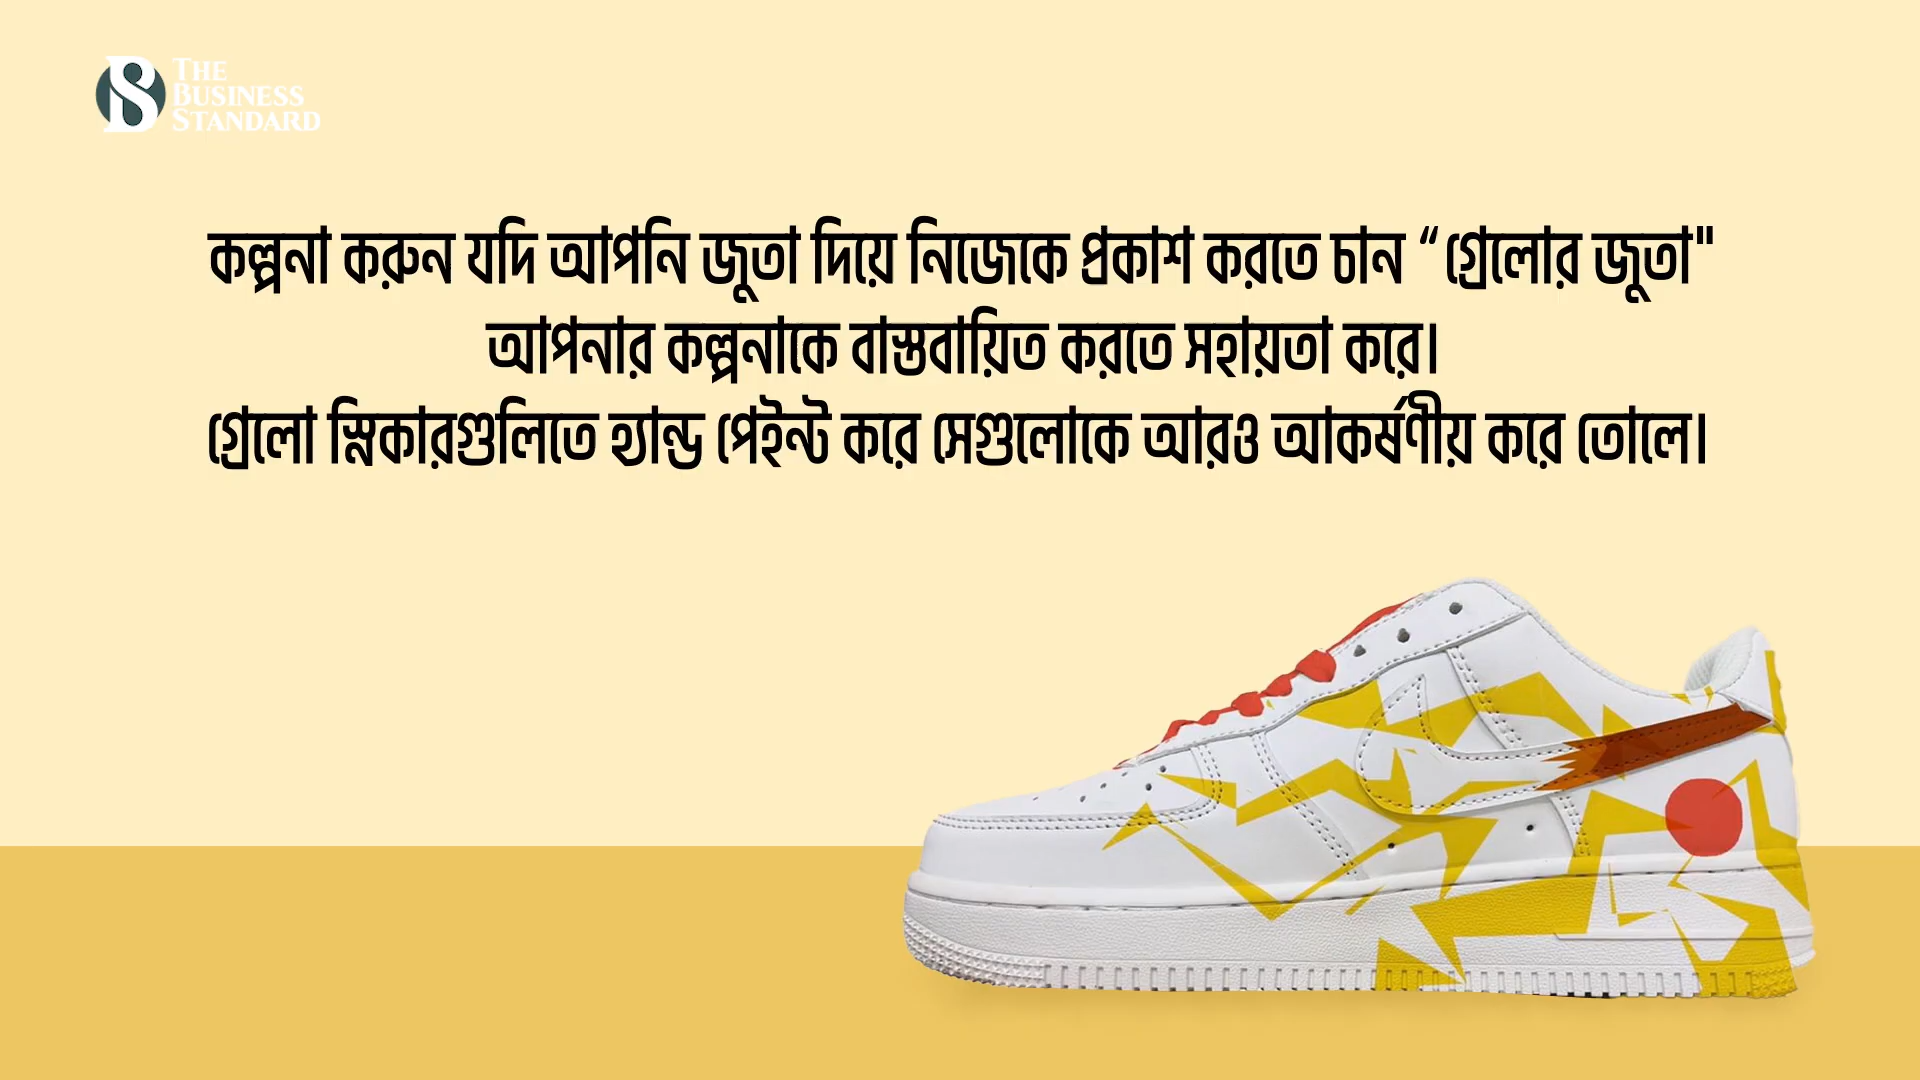 THE
BUSINESS
STANDARD
কল্পনা করুন যদি আপনি জুতা দিয়ে নিজেকে প্রকাশ করতে চান “গ্রেলোর জুতা"
আপনার কল্পনাকে বাস্তবায়িত করতে সহায়তা করে।
গ্রেলো স্নিকারগুলিতে হ্যান্ড পেইন্ট করে সেগুলোকে আরও আকর্ষণীয় করে তোলে।